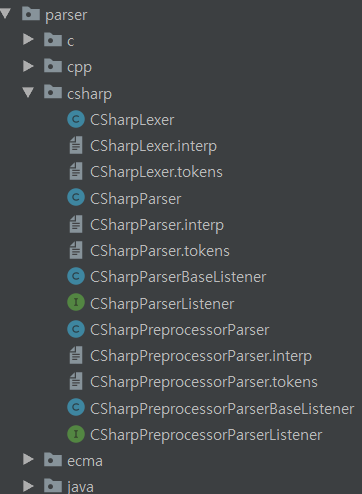 parser
c
cpp
csharp
CSharpLexer
CSharpLexer.interp
CSharpLexer.tokens
CSharpParser
CSharpParser.interp
CSharpParser.tokens
CSharpParserBaseListener
CSharpParserListener
CSharpPreprocessorParser
CSharpPreprocessorParser.interp
CSharpPreprocessorParser.tokens
CSharpPreprocessorParserBaseListener
CSharpPreprocessorParserListener
ecma
java